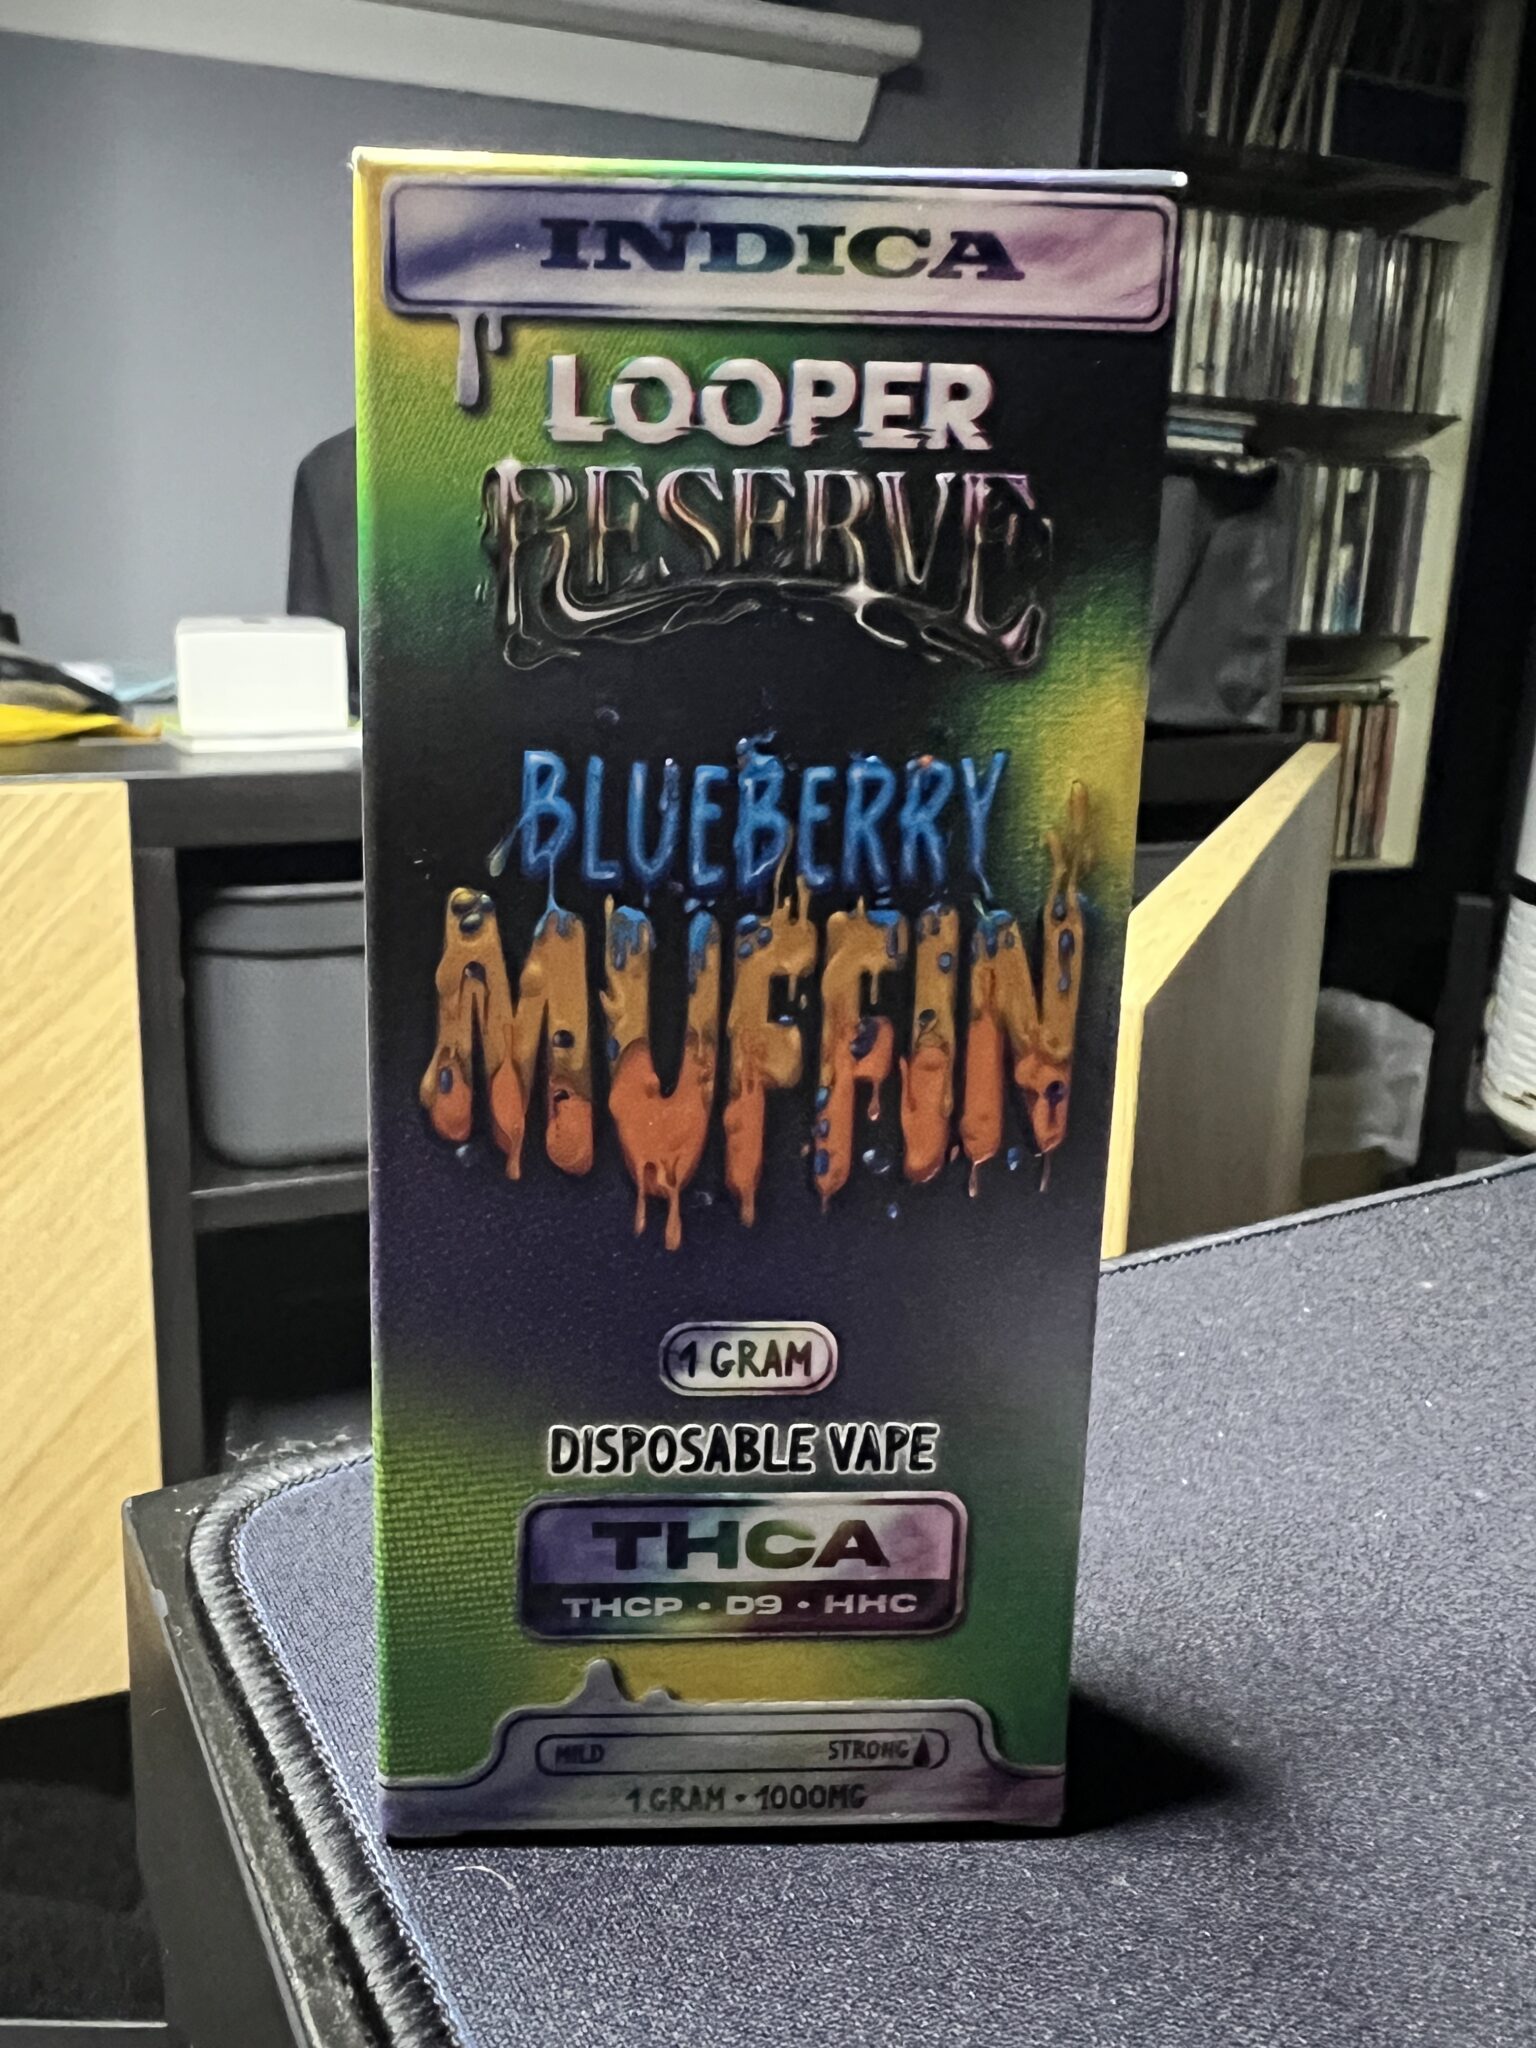 INDICA
LOOPER
RESERVE
BLUEBERRY
MUFFIN
1 GRAM
DISPOSABLE VAPE
THCA
THCP • D9 • HHC
MILD STRONG
1 GRAM • 1000MG